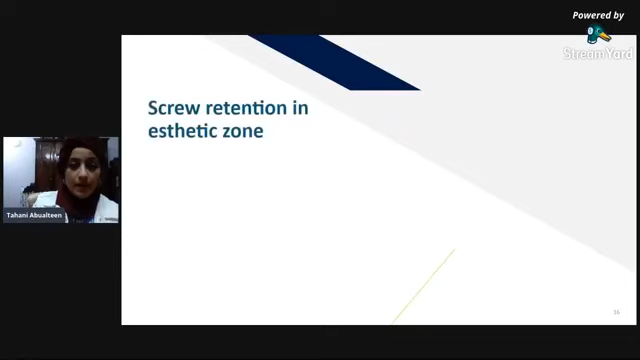 Powered by
StreamYard
Screw retention in
esthetic zone
Tahani Abualteen
16